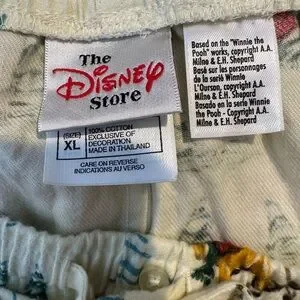 The
Disney
Store
(SIZE)
XL
100% COTTON
EXCLUSIVE OF
DECORATION
MADE IN THAILAND
CARE ON REVERSE
INDICATIONS AU VERSO
Based on the "Winnie the
Pooh" works, copyright A.A.
Milne & E.H. Shepard
Basé sur les personnages
de la série Winnie
L'Ourson, copyright A.A.
Milne & E.H. Shepard
Basado en la serie Winnie
the Pooh, copyright A.A.
Milne & E.H. Shepard